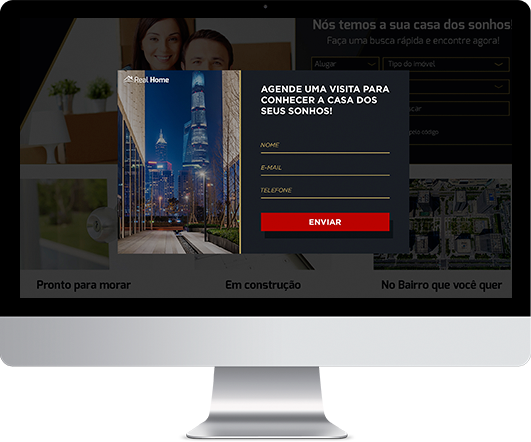 Nós temos a sua casa dos sonhos!
Faça uma busca rápida e encontre agora!
Alugar
Tipo do imóvel
Real Home
AGENDE UMA VISITA PARA
CONHECER A CASA DOS
SEUS SONHOS!
NOME
E-MAIL
TELEFONE
ENVIAR
código
Pronto para morar
Em construção
No Bairro que você quer